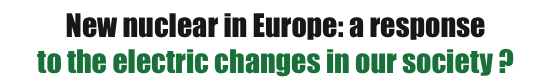 New nuclear in Europe: a response
to the electric changes in our society ?